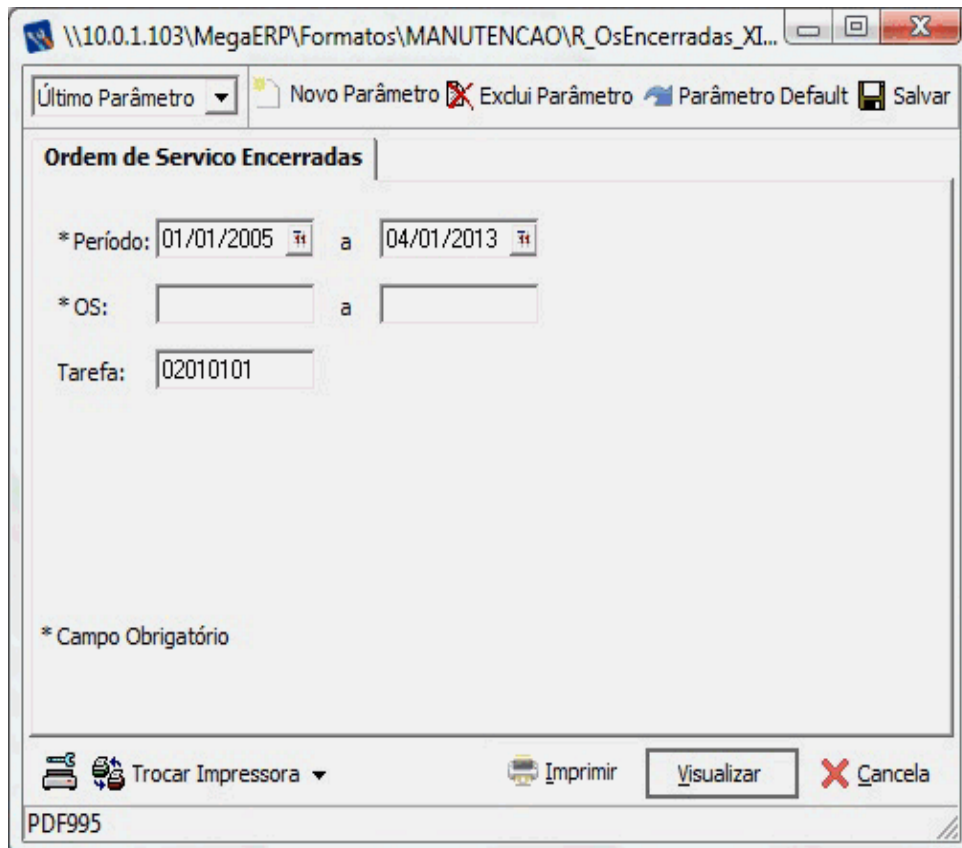 \\10.0.1.103\MegaERP\Formatos\MANUTENCAO\R_OsEncerradas_XI...
Último Parâmetro Novo Parâmetro Exclui Parâmetro Parâmetro Default Salvar
Ordem de Servico Encerradas
* Período: 01/01/2005 a 04/01/2013
* OS: a
Tarefa: 02010101
* Campo Obrigatório
Trocar Impressora Imprimir Visualizar Cancela
PDF995